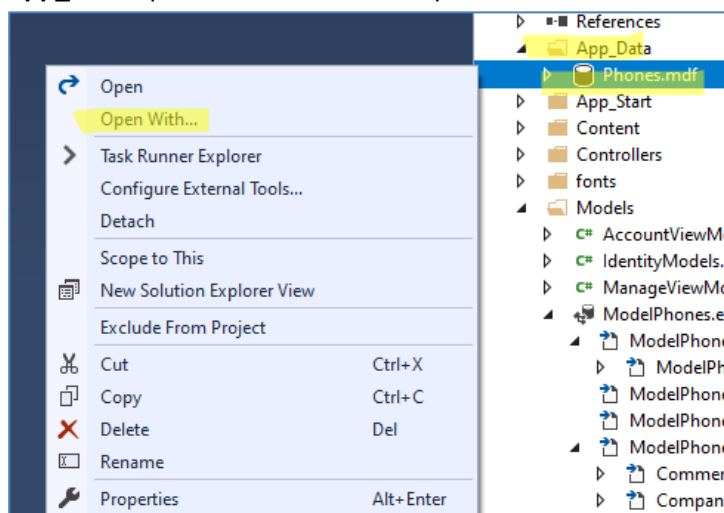 References
App_Data
Phones.mdf
App_Start
Content
Controllers
fonts
Models
AccountViewM
IdentityModels.
ManageViewMo
ModelPhones.e
ModelPhone
ModelPh
ModelPhone
ModelPhone
ModelPhone
Commer
Compan
Open
Open With...
Task Runner Explorer
Configure External Tools...
Detach
Scope to This
New Solution Explorer View
Exclude From Project
Cut Ctrl+X
Copy Ctrl+C
Delete Del
Rename
Properties Alt+Enter